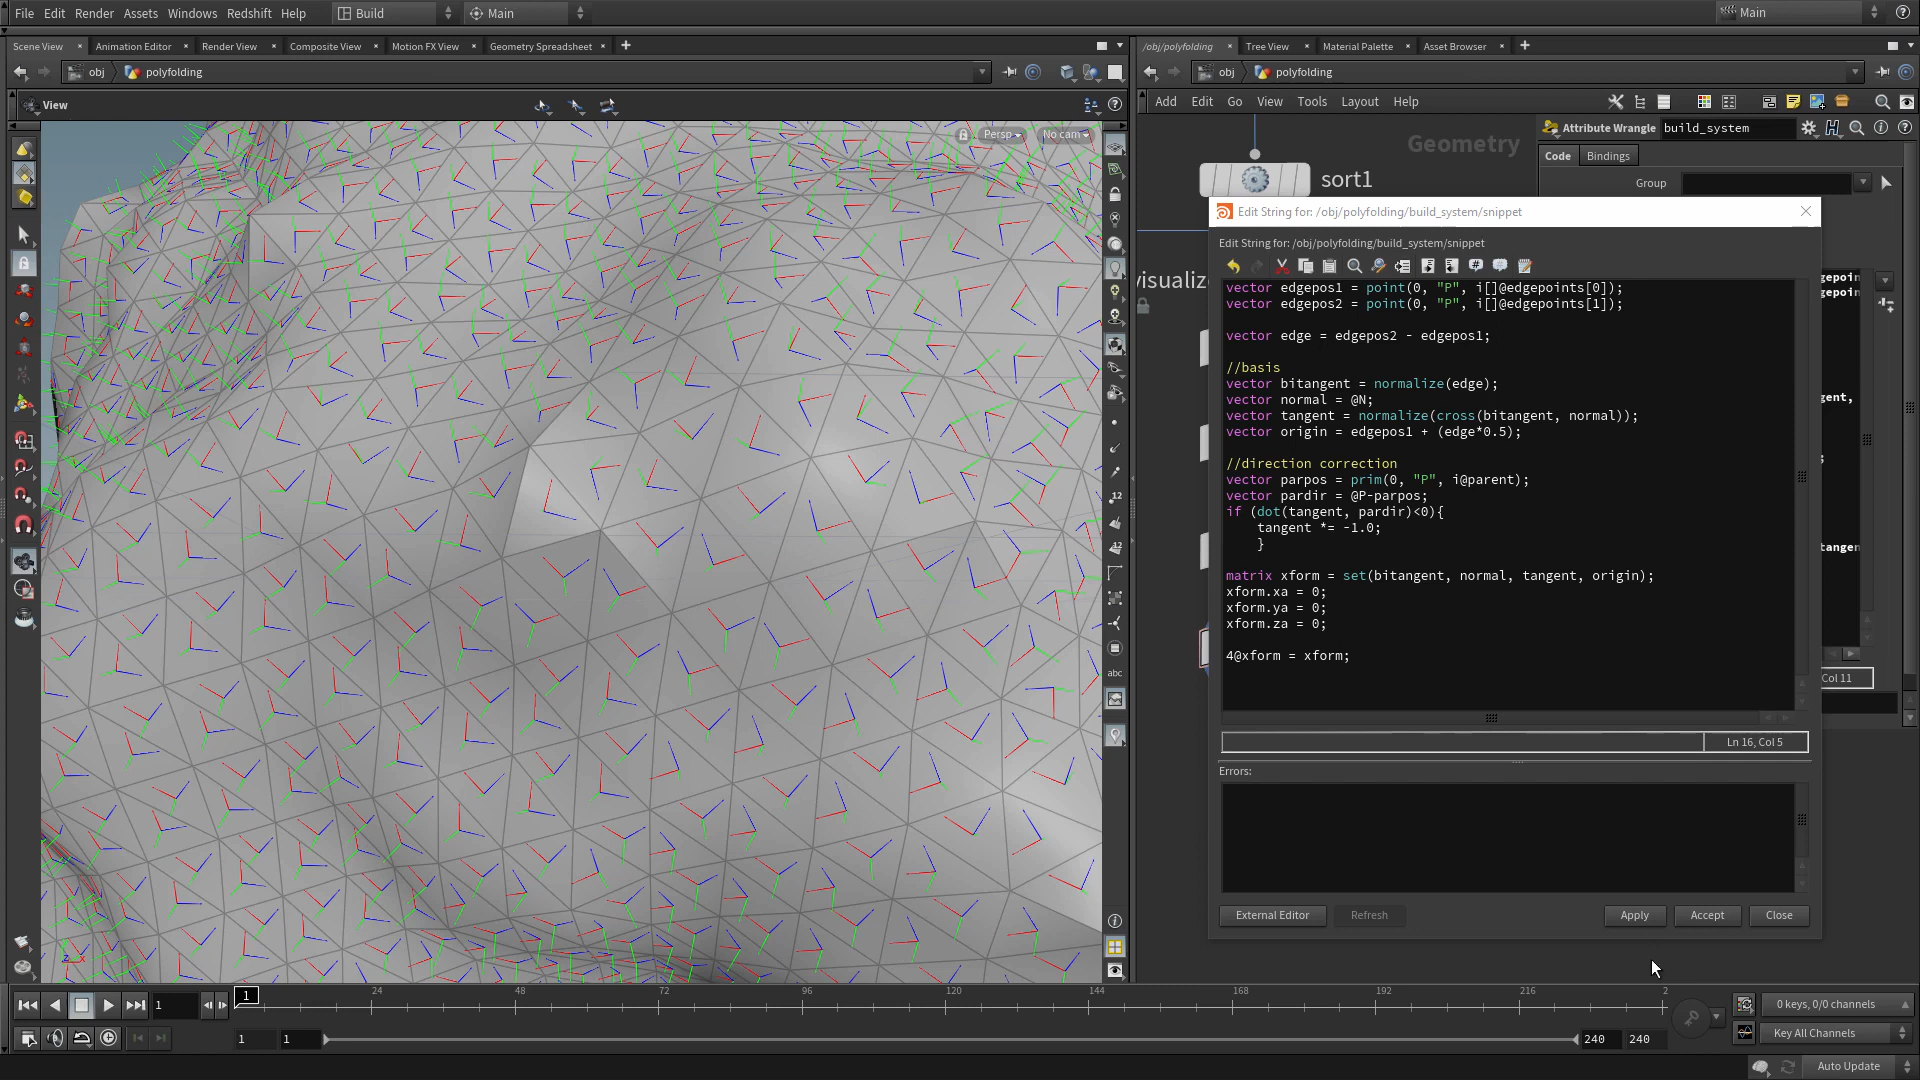 File Edit Render Assets Windows Redshift Help Build Main Main
Scene View Animation Editor Render View Composite View Motion FX View Geometry Spreadsheet
obj polyfolding
View
Persp No cam
12
12
abc
/obj/polyfolding Tree View Material Palette Asset Browser
obj polyfolding
Add Edit Go View Tools Layout Help
Geometry
sort1
Attribute Wrangle build_system
Code Bindings
Group
Edit String for: /obj/polyfolding/build_system/snippet
Edit String for: /obj/polyfolding/build_system/snippet
vector edgepos1 = point(0, "P", i[]@edgepoints[0]);
vector edgepos2 = point(0, "P", i[]@edgepoints[1]);
vector edge = edgepos2 - edgepos1;
//basis
vector bitangent = normalize(edge);
vector normal = @N;
vector tangent = normalize(cross(bitangent, normal));
vector origin = edgepos1 + (edge*0.5);
//direction correction
vector parpos = prim(0, "P", i@parent);
vector pardir = @P-parpos;
if (dot(tangent, pardir)<0){
tangent *= -1.0;
}
matrix xform = set(bitangent, normal, tangent, origin);
xform.xa = 0;
xform.ya = 0;
xform.za = 0;
4@xform = xform;
Ln 16, Col 5
Errors:
External Editor Refresh Apply Accept Close
Col 11
1 1 24 48 72 96 120 144 168 192 216 2
0 keys, 0/0 channels
1 1 240 240
Key All Channels
Auto Update